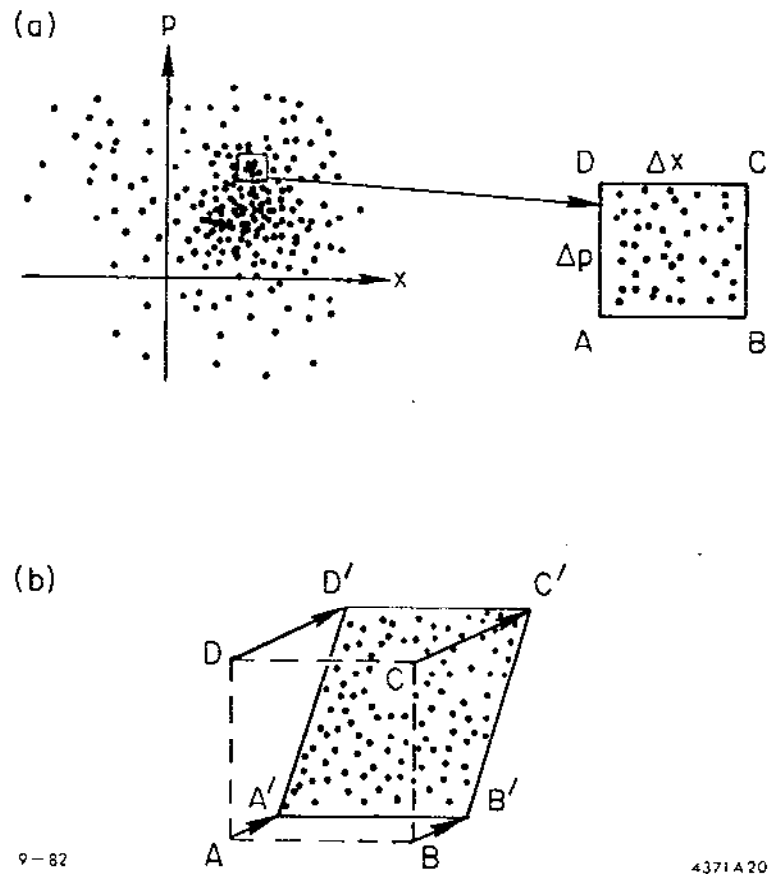 (a)
p
x
D Δx C
Δp
A B
(b)
D′ C′
D C
A′ B′
A B
9-82 4371A20